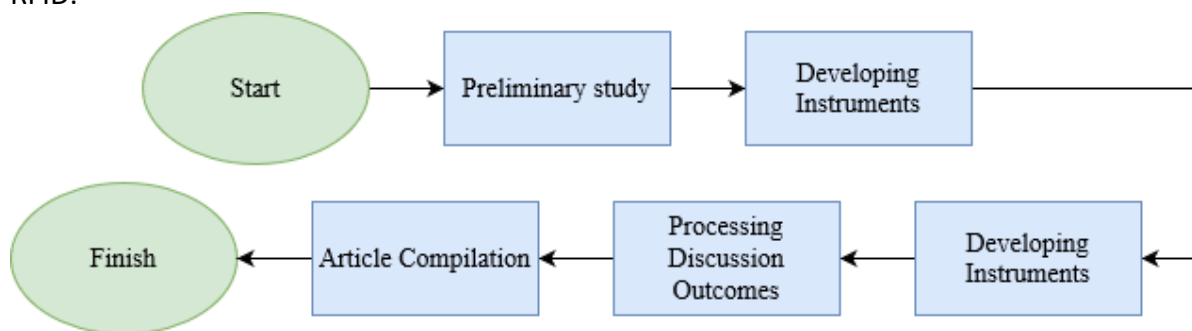 Start
Preliminary study
Developing
Instruments
Developing
Instruments
Processing
Discussion
Outcomes
Article Compilation
Finish